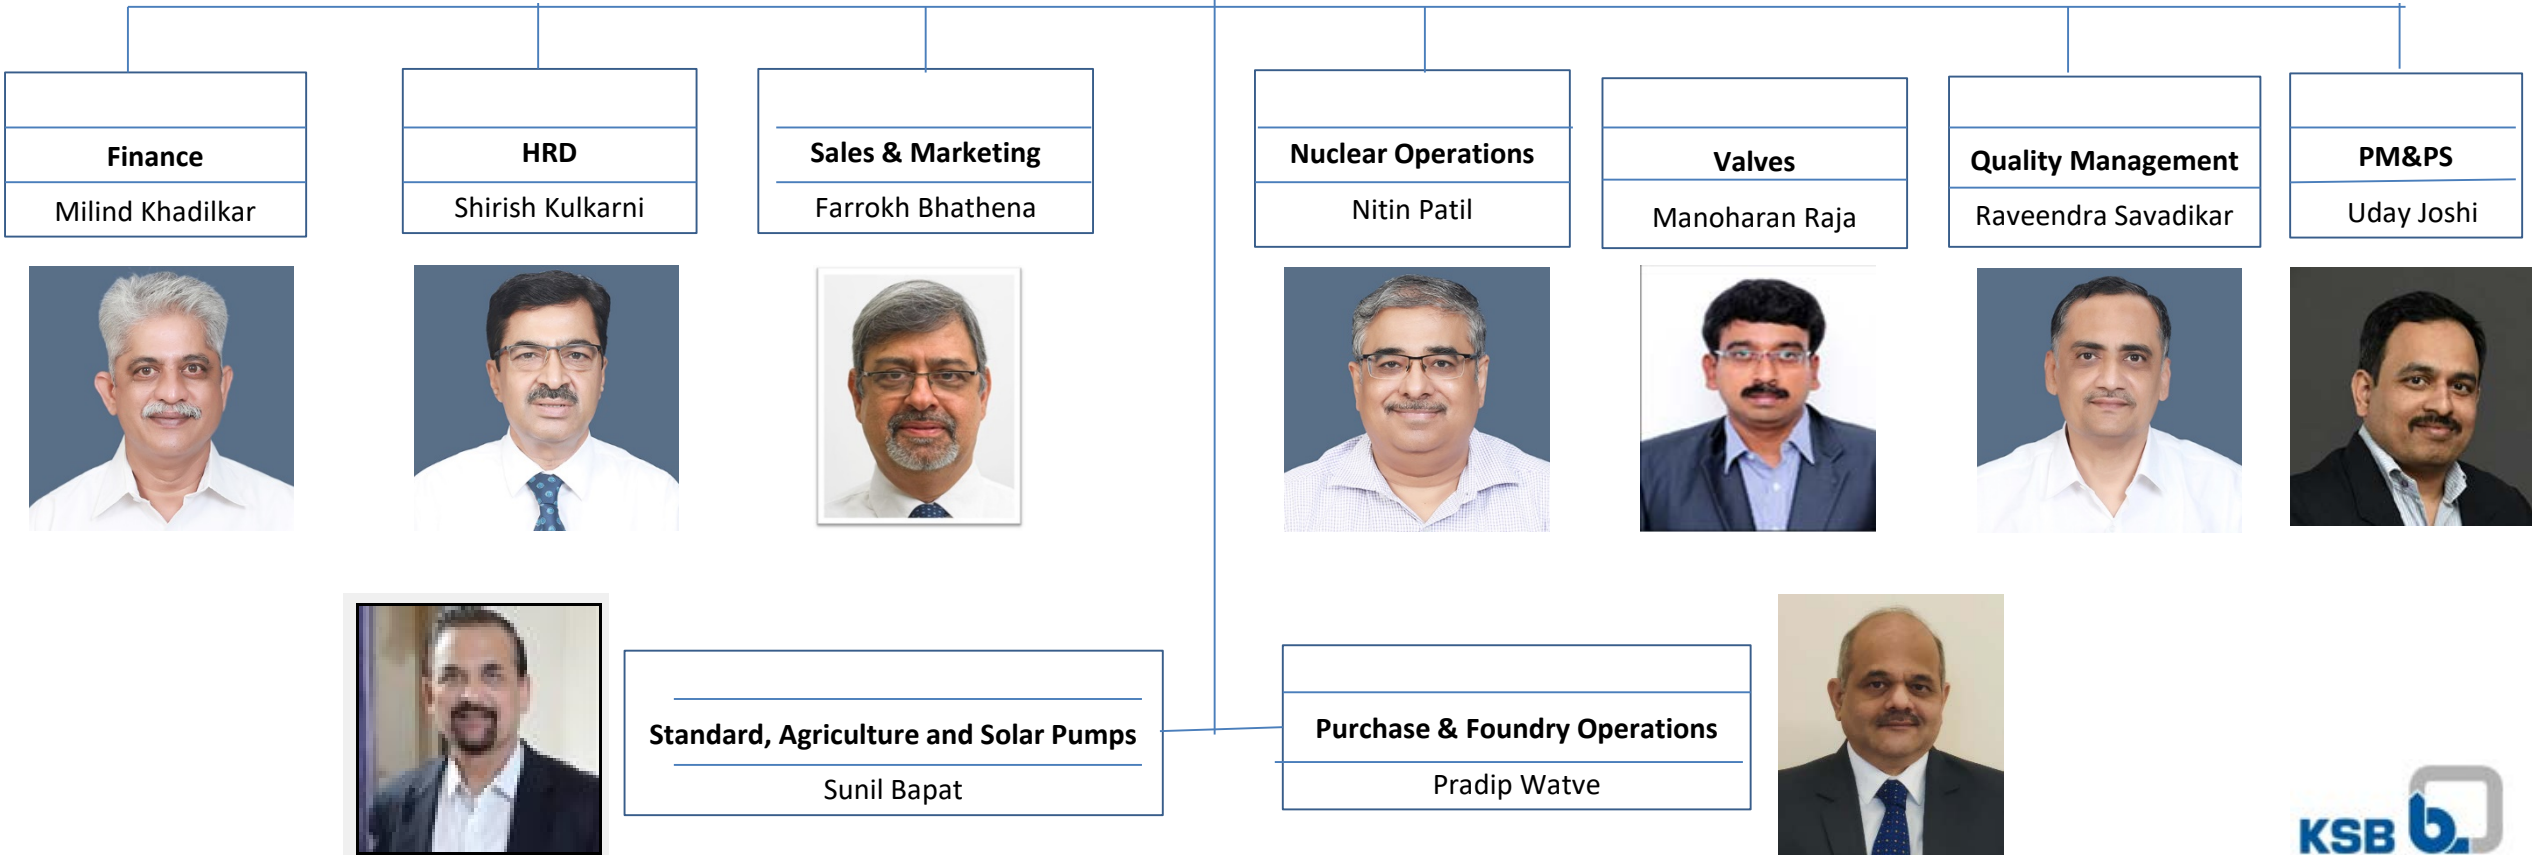 Finance
Milind Khadilkar
HRD
Shirish Kulkarni
Sales & Marketing
Farrokh Bhathena
Nuclear Operations
Nitin Patil
Valves
Manoharan Raja
Quality Management
Raveendra Savadikar
PM&PS
Uday Joshi
Standard, Agriculture and Solar Pumps
Sunil Bapat
Purchase & Foundry Operations
Pradip Watve
KSB b.